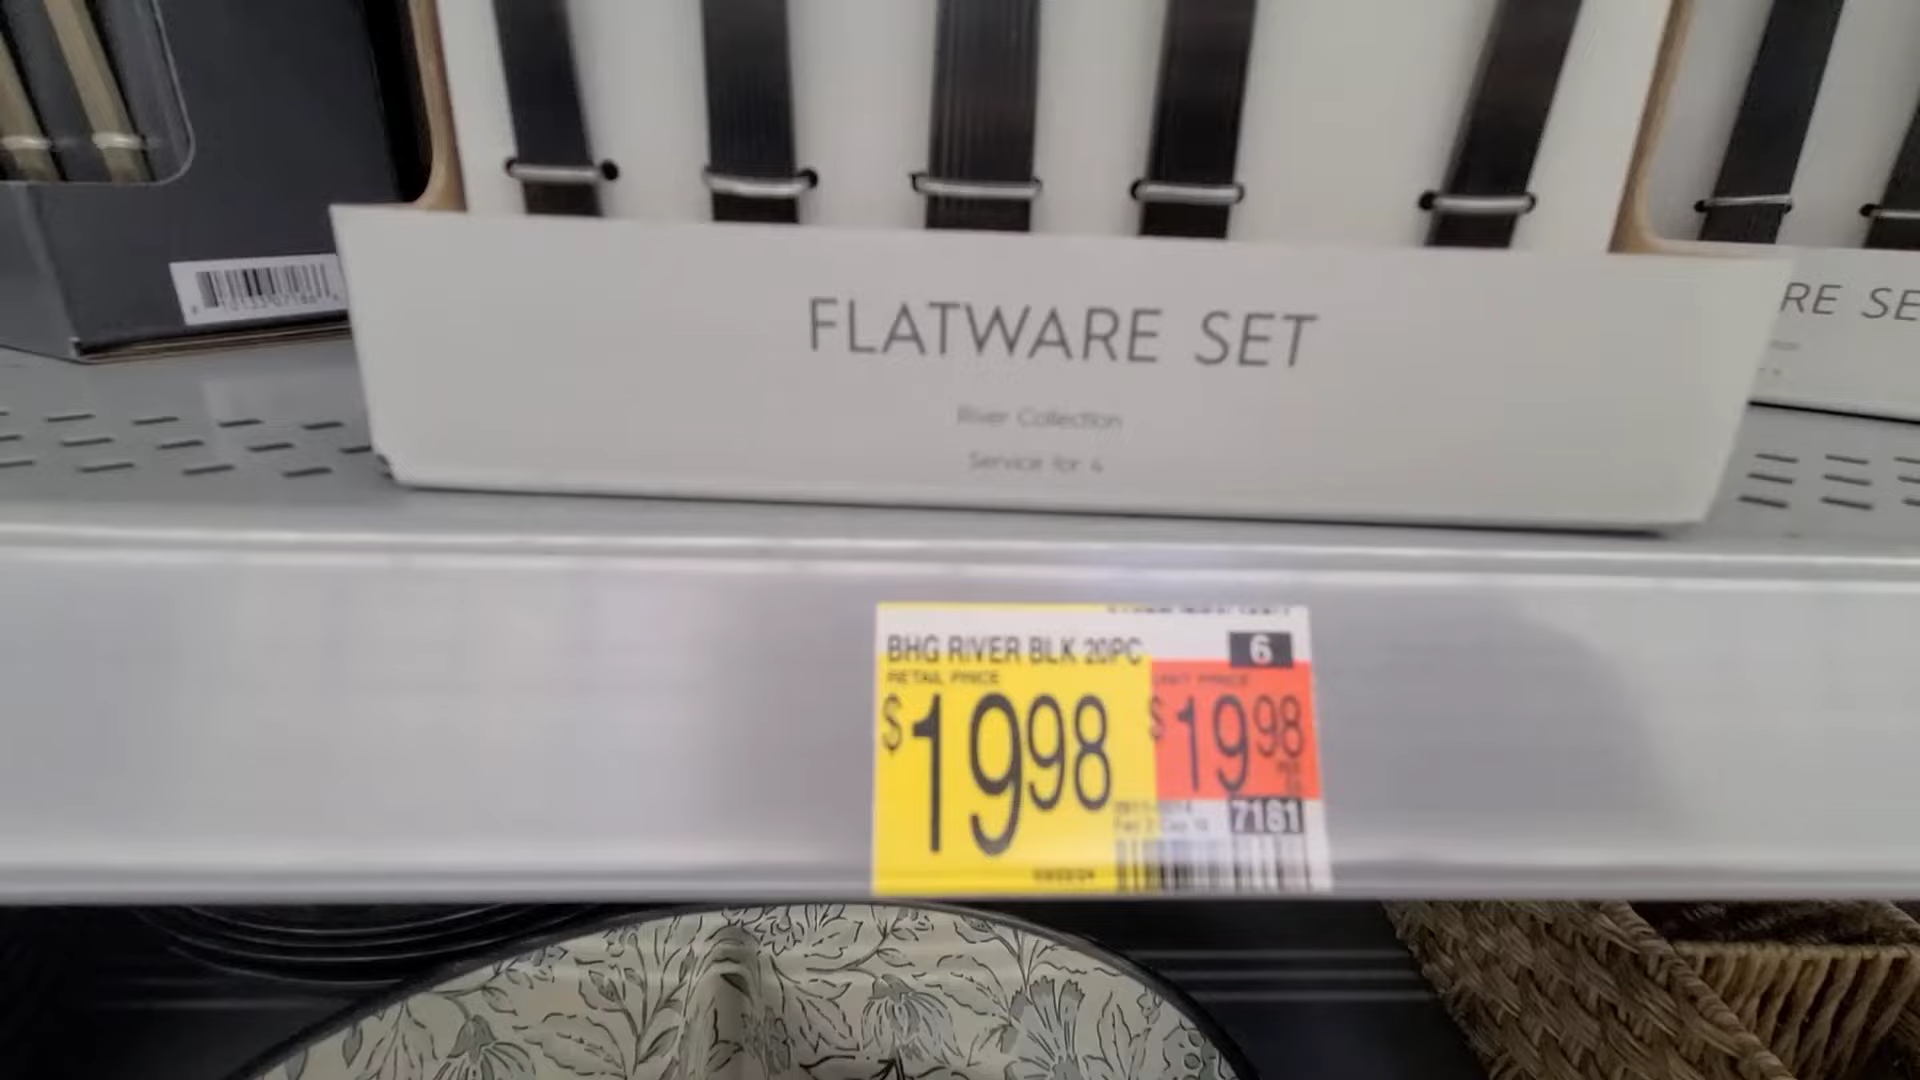 FLATWARE SET
RE SE
River Collection
Service for 4
BHG RIVER BLK 20PC
6
RETAIL PRICE
UNIT PRICE
$1998
$1998
7161